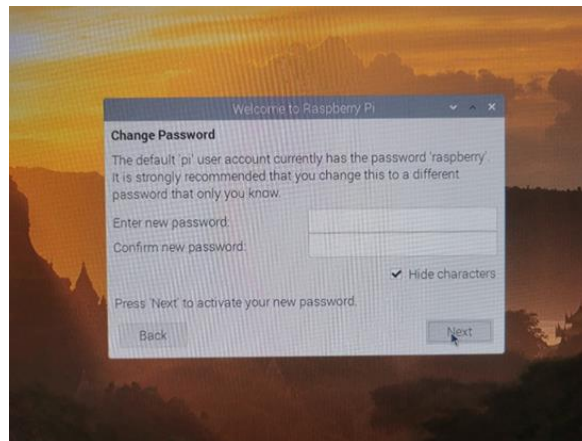 Welcome to Raspberry Pi
Change Password
The default 'pi' user account currently has the password 'raspberry'.
It is strongly recommended that you change this to a different
password that only you know.
Enter new password:
Confirm new password:
Hide characters
Press 'Next' to activate your new password.
Back Next